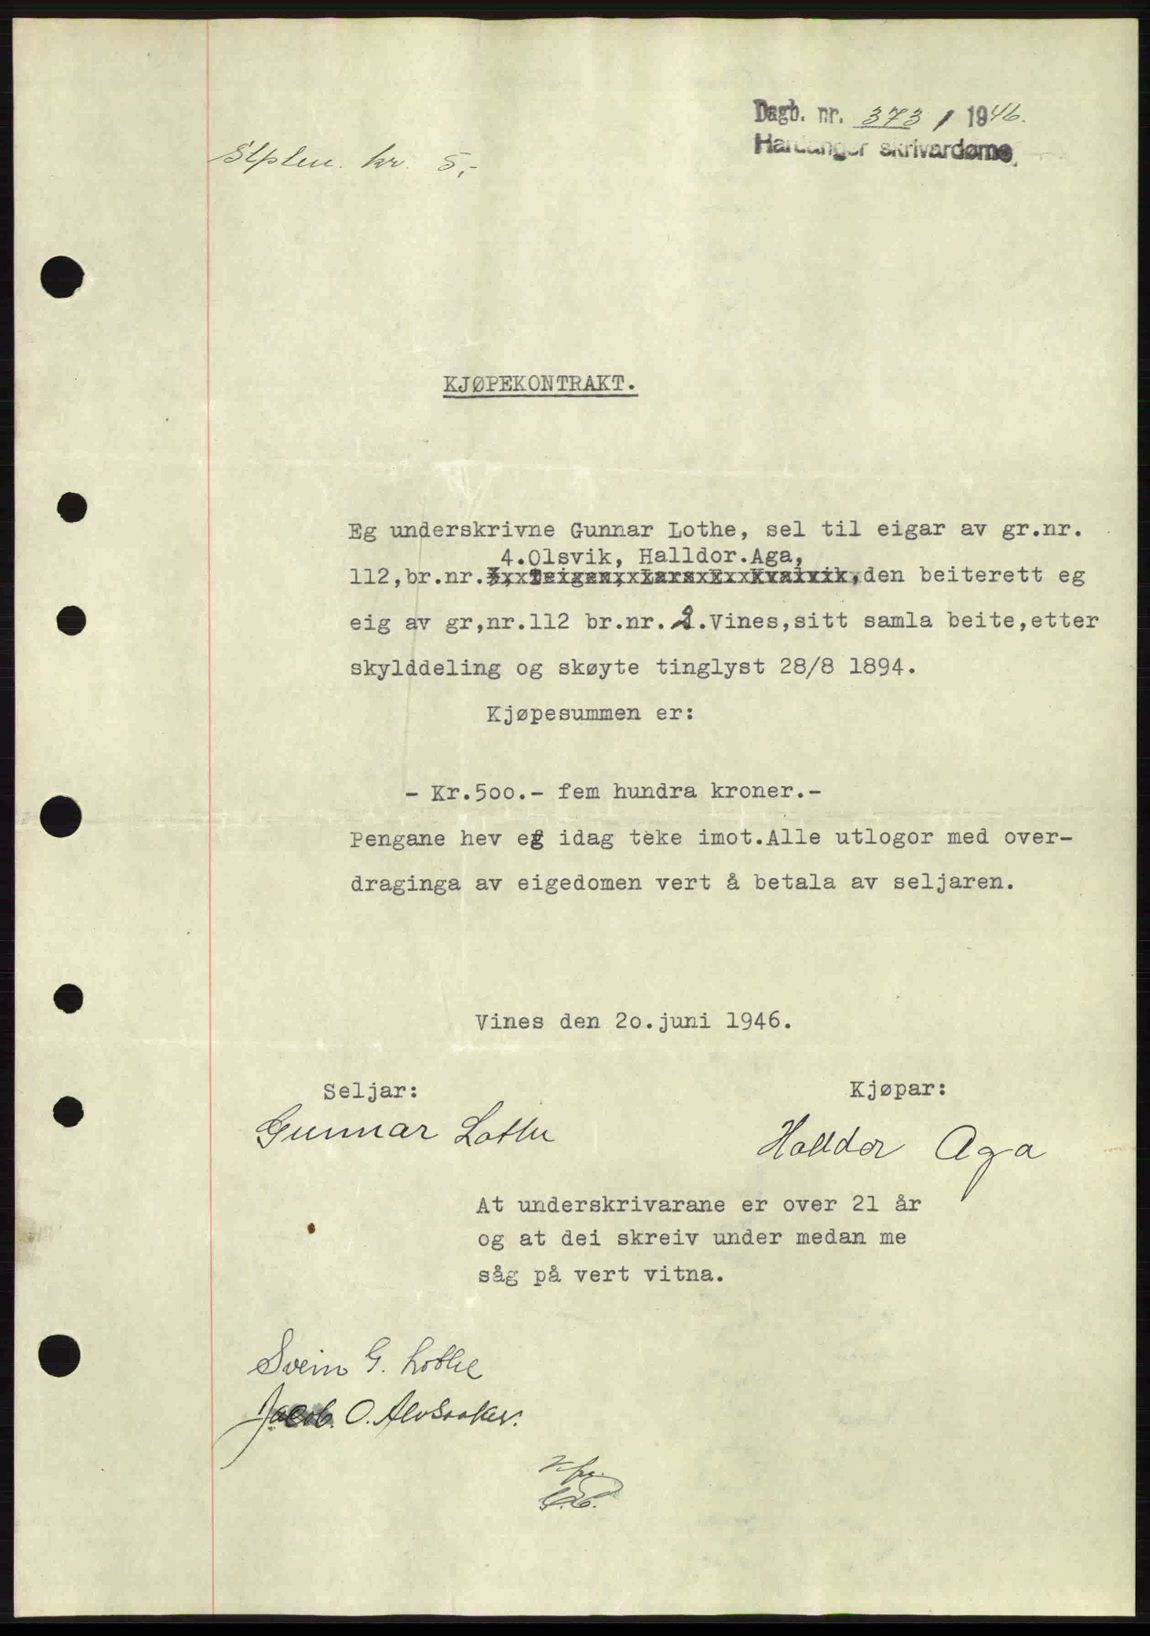 Dagb. nr. 373 / 1946.
Hardanger skrivardøme
Stplm. kr. 5,-
KJØPEKONTRAKT.
Eg underskrivne Gunnar Lothe, sel til eigar av gr.nr.
4.Olsvik, Halldor.Aga,
112,br.nr. den beiterett eg
eig av gr,nr.112 br.nr. .Vines,sitt samla beite,etter
skylddeling og skøyte tinglyst 28/8 1894.
Kjøpesummen er:
- Kr.5oo.- fem hundra kroner.-
Pengane hev eg idag teke imot.Alle utlogor med over-
draginga av eigedomen vert å betala av seljaren.
Vines den 2o.juni 1946.
Seljar:
Kjøpar:
Gunnar Lothe
Halldor Aga
At underskrivarane er over 21 år
og at dei skreiv under medan me
såg på vert vitna.
Svein G. Lothe
Jacob. O. Alvsaaker.